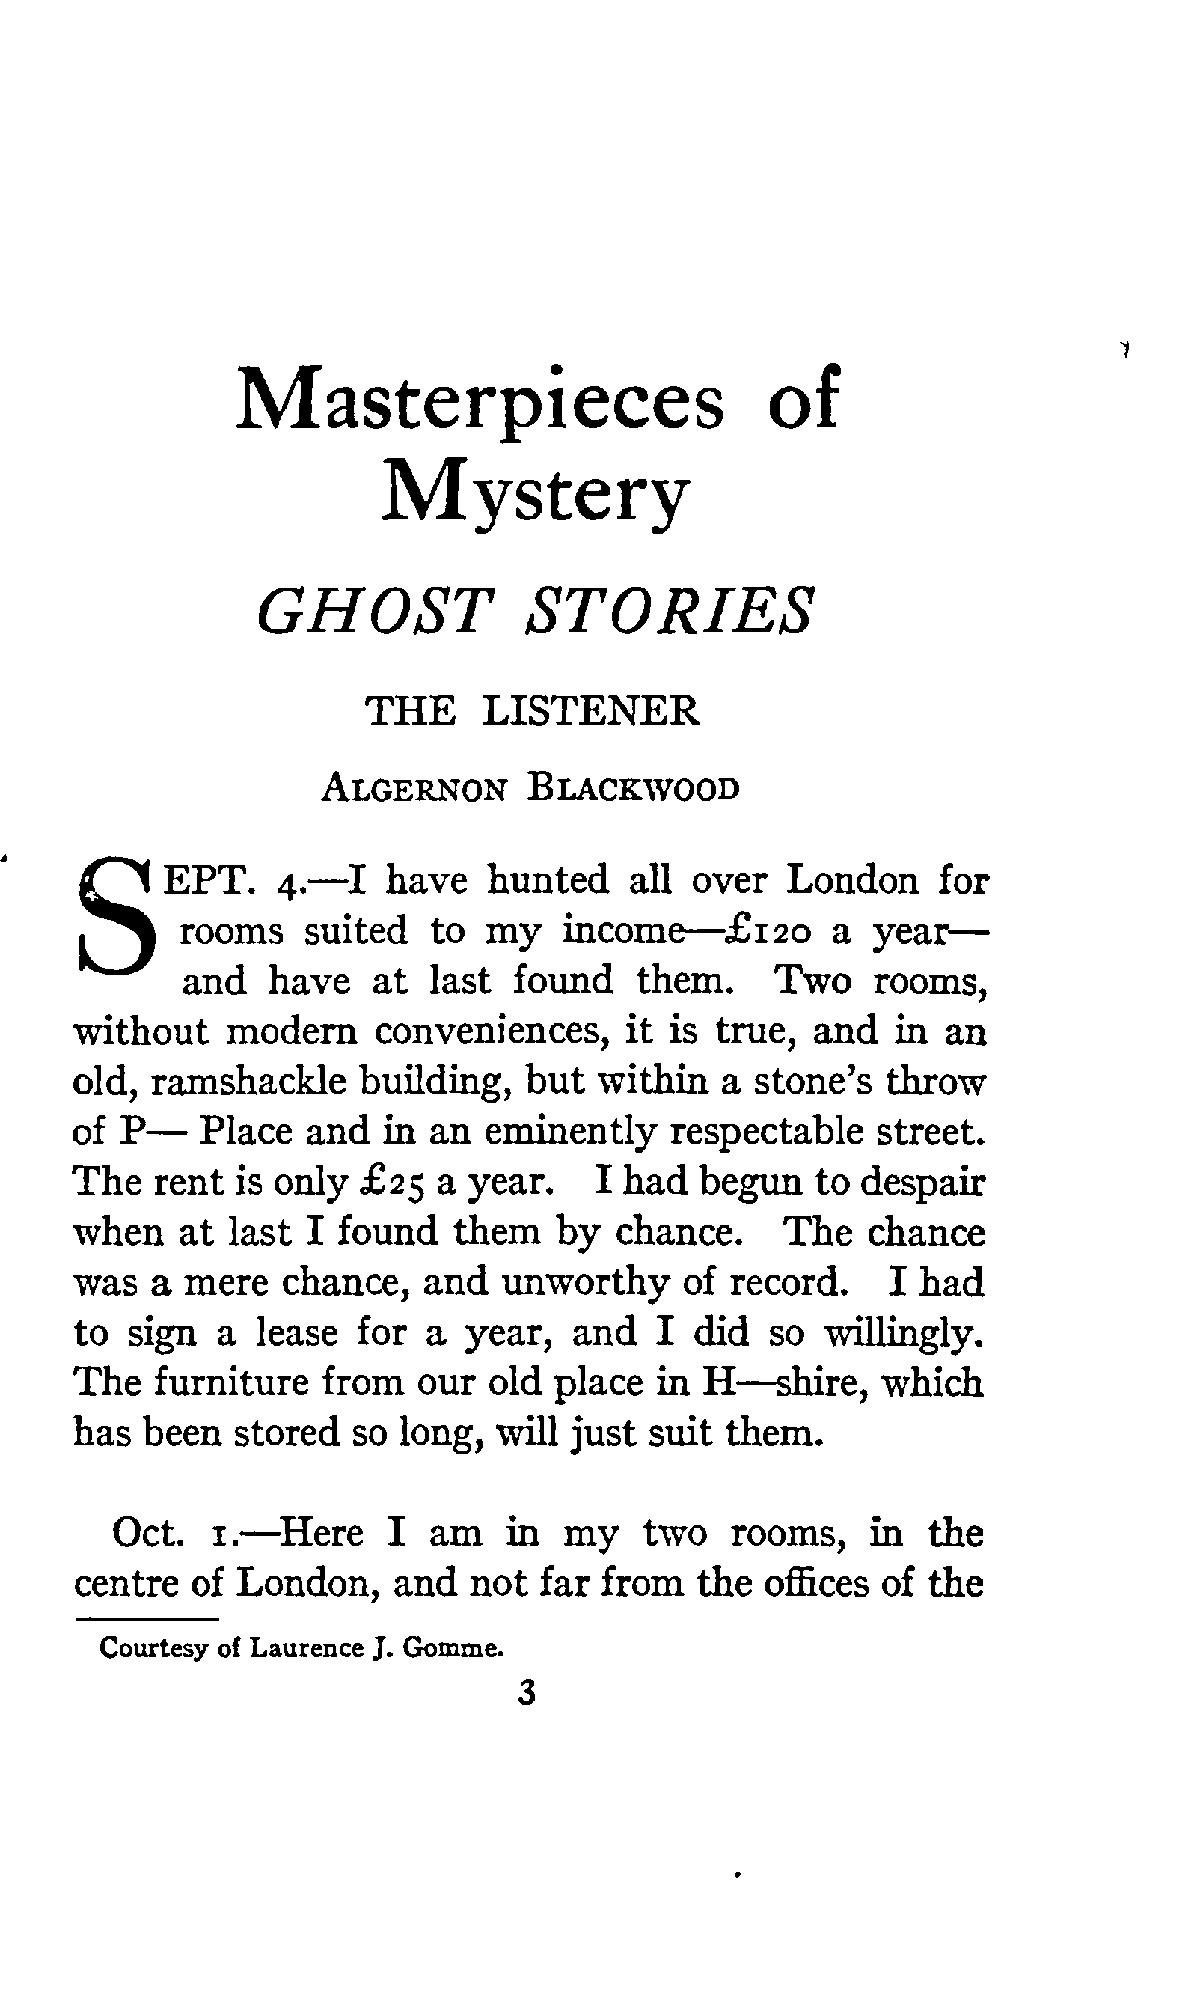 Masterpieces of
Mystery
GHOST STORIES
THE LISTENER
ALGERNON BLACKWOOD
SEPT. 4.—I have hunted all over London for
rooms suited to my income—£120 a year—
and have at last found them. Two rooms,
without modern conveniences, it is true, and in an
old, ramshackle building, but within a stone's throw
of P— Place and in an eminently respectable street.
The rent is only £25 a year. I had begun to despair
when at last I found them by chance. The chance
was a mere chance, and unworthy of record. I had
to sign a lease for a year, and I did so willingly.
The furniture from our old place in H—shire, which
has been stored so long, will just suit them.
Oct. 1.—Here I am in my two rooms, in the
centre of London, and not far from the offices of the
Courtesy of Laurence J. Gomme.
3